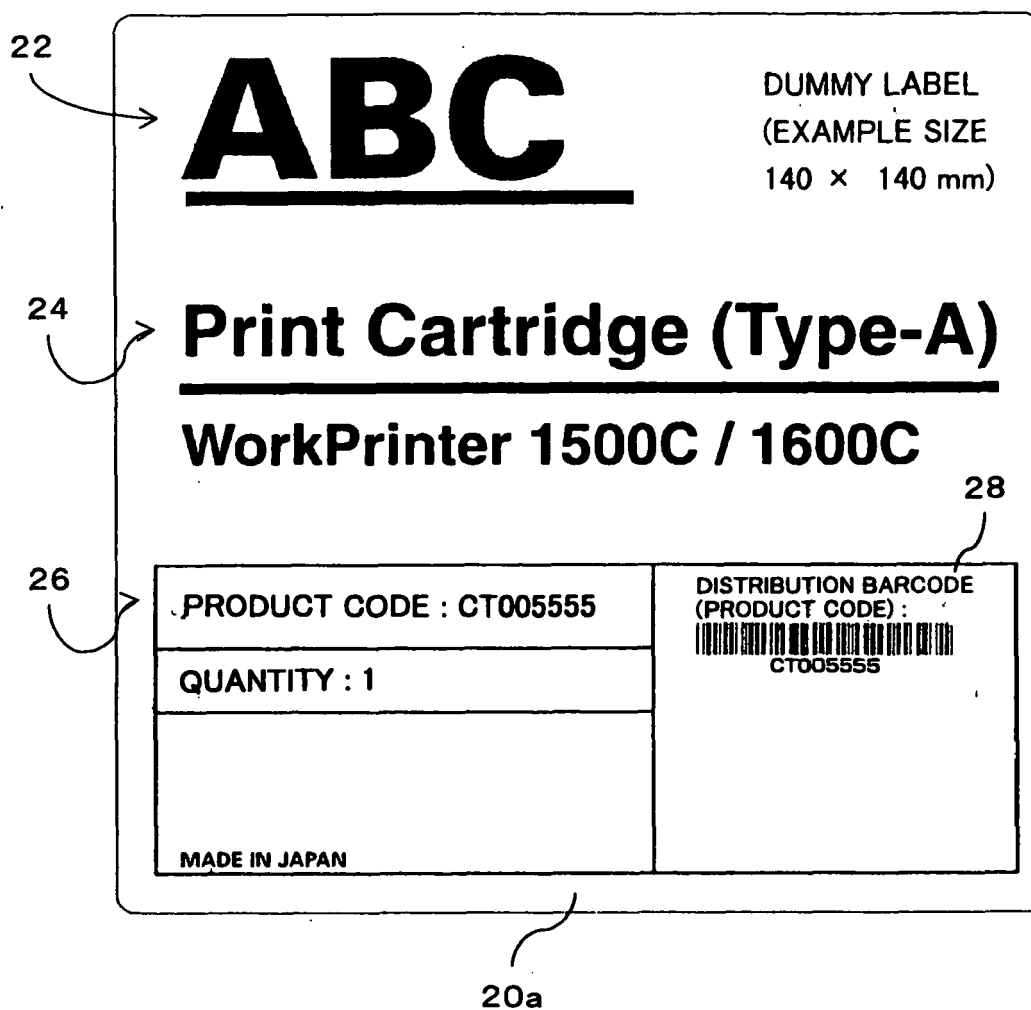 22
ABC
DUMMY LABEL
(EXAMPLE SIZE
140 × 140 mm)
24
Print Cartridge (Type-A)
WorkPrinter 1500C / 1600C
28
26
PRODUCT CODE : CT005555
QUANTITY : 1
MADE IN JAPAN
DISTRIBUTION BARCODE
(PRODUCT CODE) :
CT005555
20a